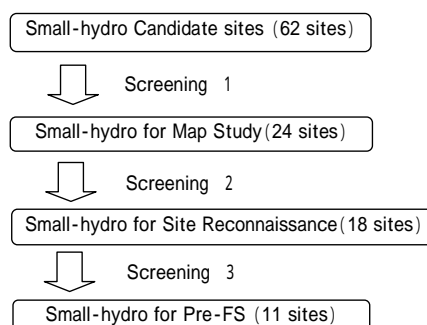 Small-hydro Candidate sites (62 sites)
Screening 1
Small-hydro for Map Study(24 sites)
Screening 2
Small-hydro for Site Reconnaissance(18 sites)
Screening 3
Small-hydro for Pre-FS (11 sites)